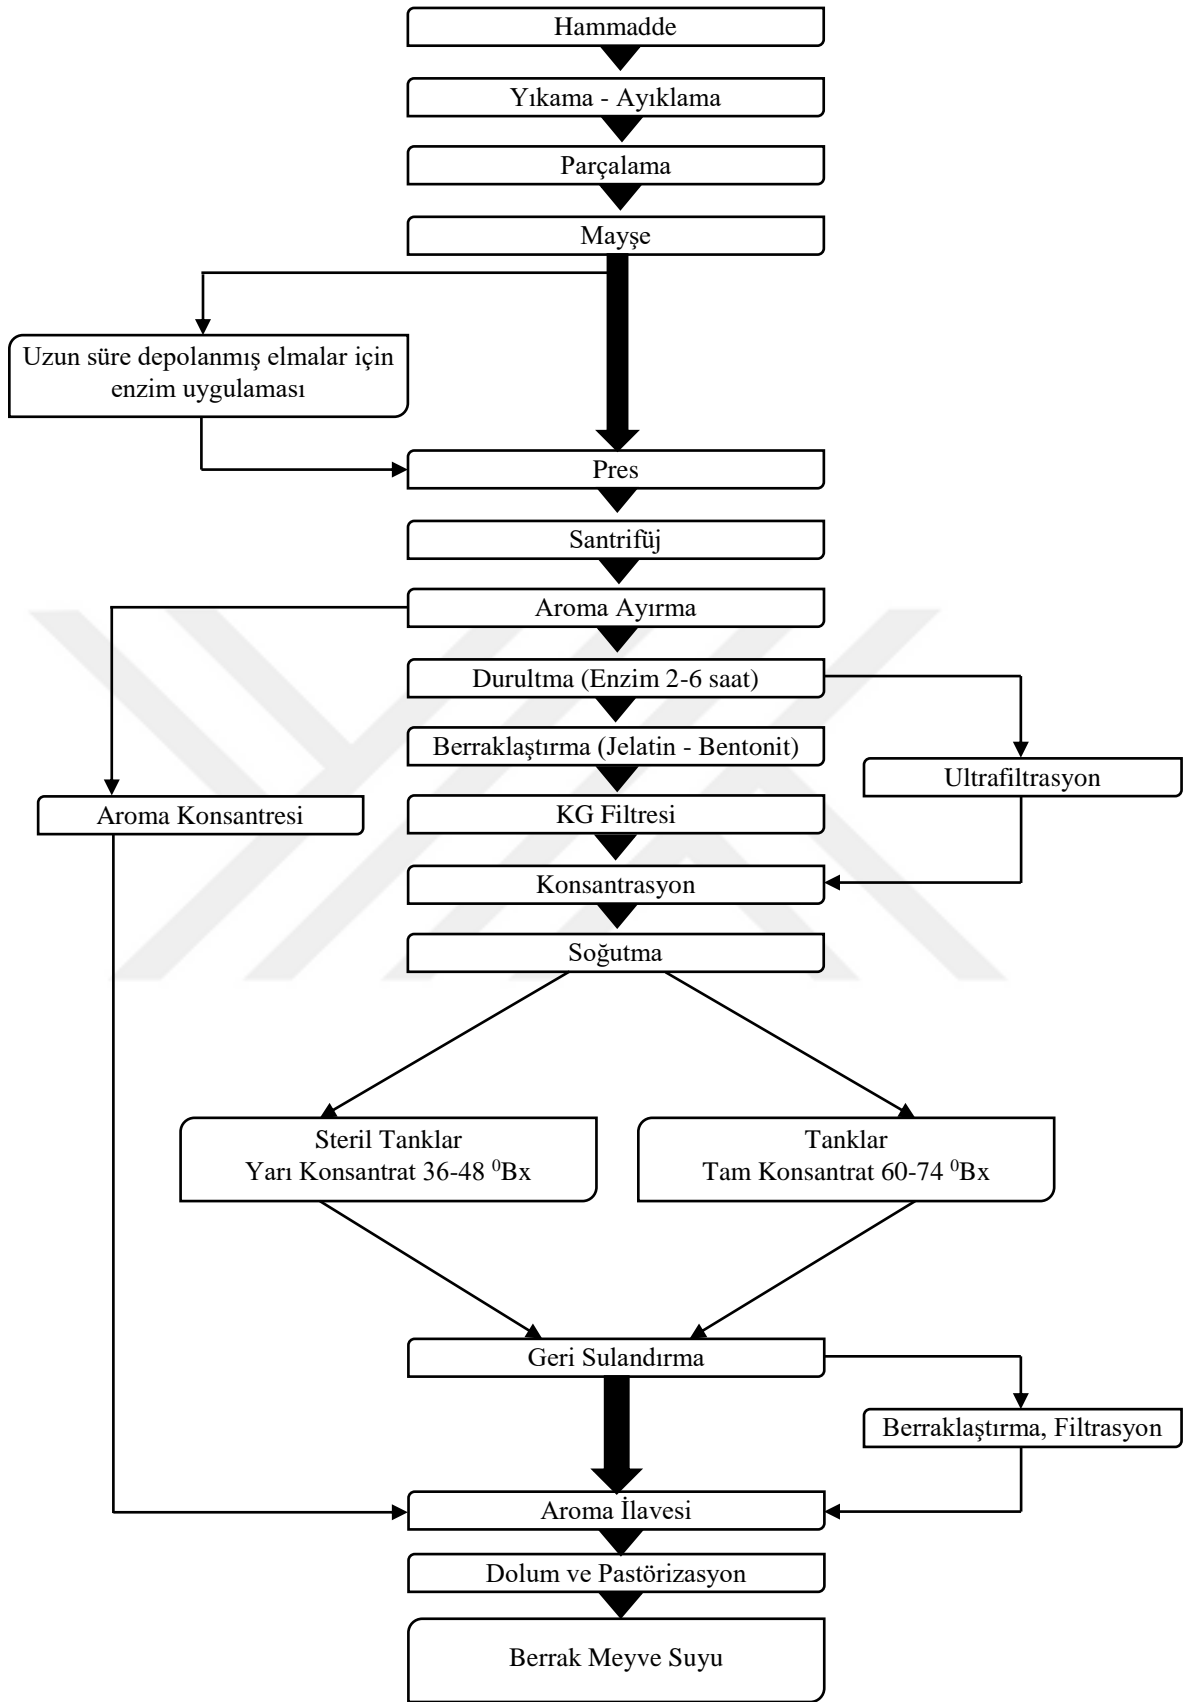 Hammadde
Yıkama - Ayıklama
Parçalama
Mayşe
Uzun süre depolanmış elmalar için
enzim uygulaması
Pres
Santrifüj
Aroma Ayırma
Durultma (Enzim 2-6 saat)
Berraklaştırma (Jelatin - Bentonit)
Ultrafiltrasyon
Aroma Konsantresi
KG Filtresi
Konsantrasyon
Soğutma
Steril Tanklar
Yarı Konsantrat 36-48 ⁰Bx
Tanklar
Tam Konsantrat 60-74 ⁰Bx
Geri Sulandırma
Berraklaştırma, Filtrasyon
Aroma İlavesi
Dolum ve Pastörizasyon
Berrak Meyve Suyu